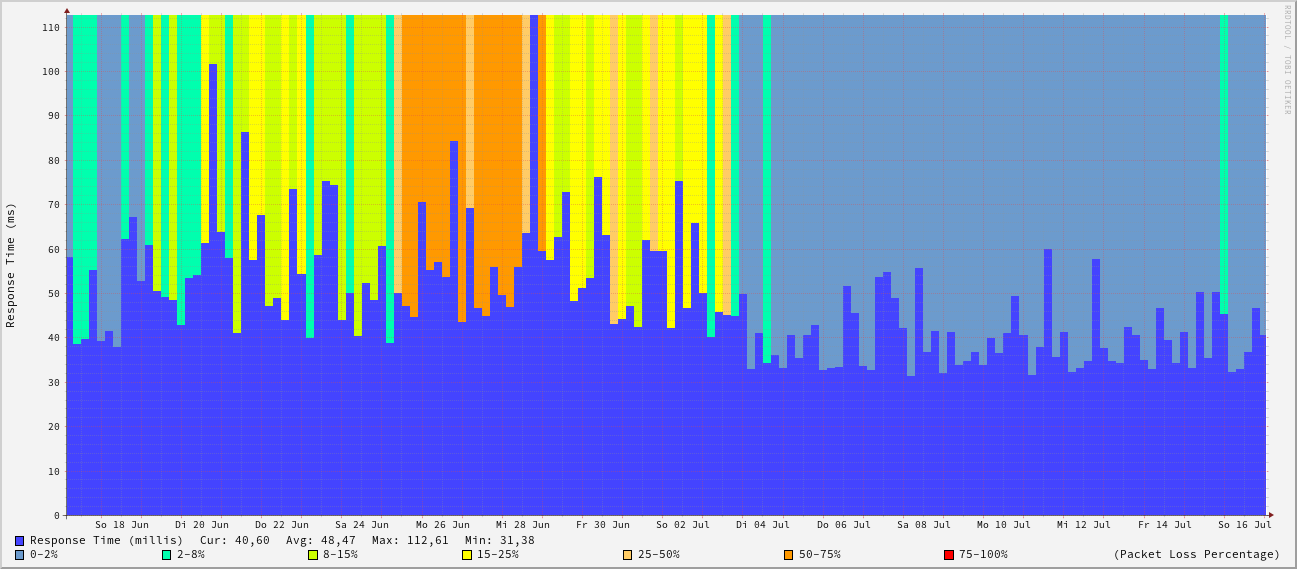 RRDTOOL / TOBI OETIKER
Response Time (ms)
110
100
90
80
70
60
50
40
30
20
10
0
So 18 Jun Di 20 Jun Do 22 Jun Sa 24 Jun Mo 26 Jun Mi 28 Jun Fr 30 Jun So 02 Jul Di 04 Jul Do 06 Jul Sa 08 Jul Mo 10 Jul Mi 12 Jul Fr 14 Jul So 16 Jul
Response Time (millis) Cur: 40,60 Avg: 48,47 Max: 112,61 Min: 31,38
0-2% 2-8% 8-15% 15-25% 25-50% 50-75% 75-100% (Packet Loss Percentage)